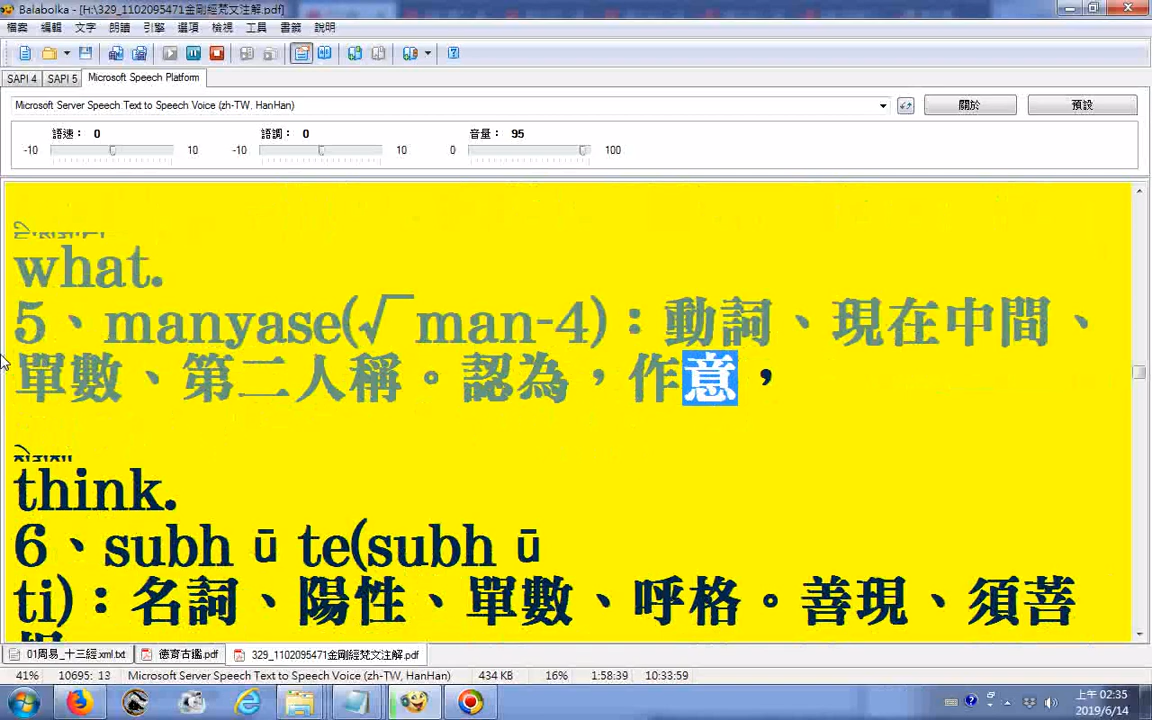 Balabolka - [H:\329_1102095471金剛經梵文注解.pdf]
檔案 編輯 文字 朗讀 引擎 選項 檢視 工具 書籤 說明
SAPI 4 SAPI 5 Microsoft Speech Platform
Microsoft Server Speech Text to Speech Voice (zh-TW, HanHan) 關於 預設
語速： 0 語調： 0 音量： 95
-10 10 -10 10 0 100
what.
5、manyase(√man-4)：動詞、現在中間、
單數、第二人稱。認為，作意，
think.
6、subh ū te(subh ū
ti)：名詞、陽性、單數、呼格。善現、須菩
01周易_十三經.xml.txt 德育古鑑.pdf 329_1102095471金剛經梵文注解.pdf
41% 10695: 13 Microsoft Server Speech Text to Speech Voice (zh-TW, HanHan) 434 KB 16% 1:58:39 10:33:59
上午 02:35
2019/6/14